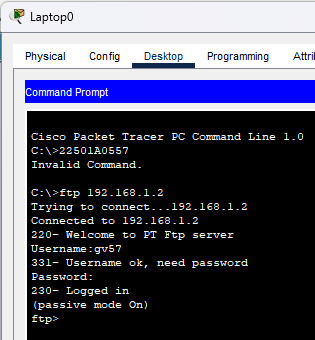 Laptop0
Physical Config Desktop Programming Attri
Command Prompt
Cisco Packet Tracer PC Command Line 1.0
C:\>22501A0557
Invalid Command.
C:\>ftp 192.168.1.2
Trying to connect...192.168.1.2
Connected to 192.168.1.2
220- Welcome to PT Ftp server
Username:gv57
331- Username ok, need password
Password:
230- Logged in
(passive mode On)
ftp>